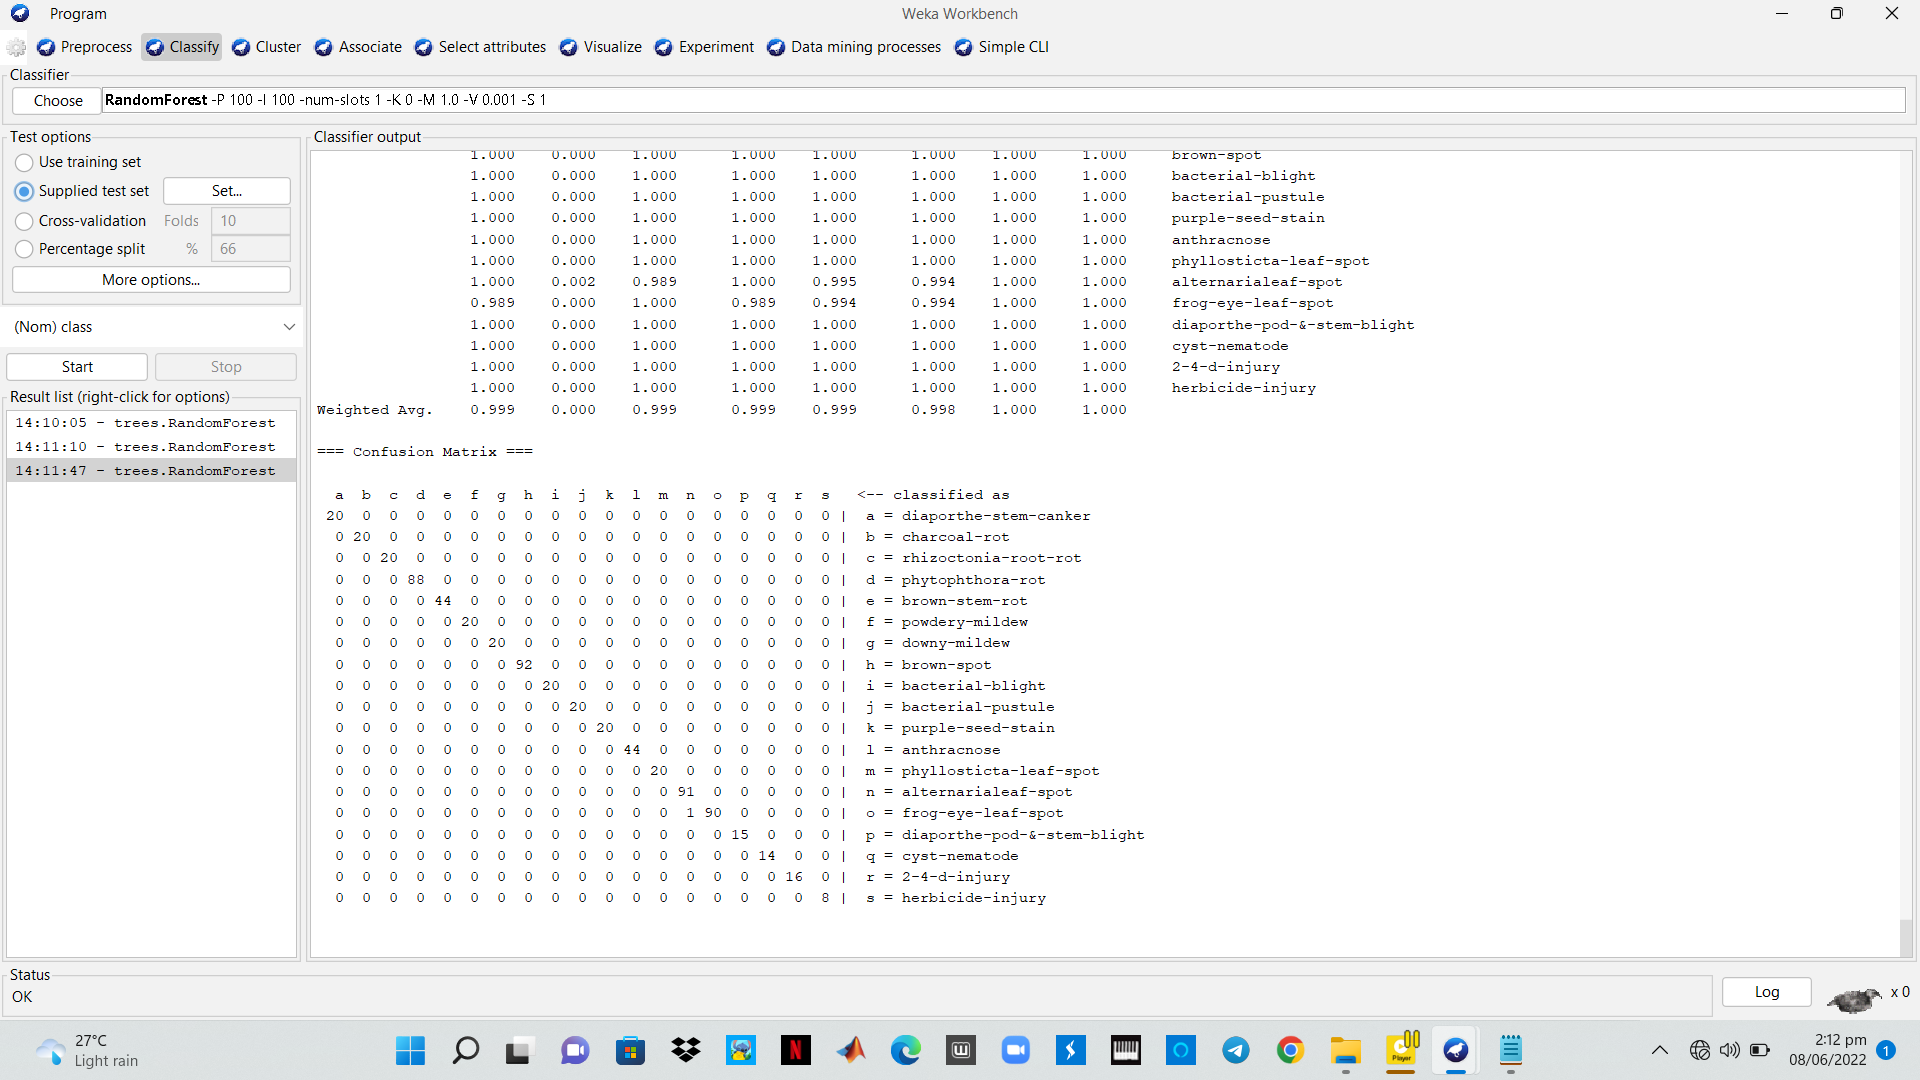 Program
Weka Workbench
Preprocess Classify Cluster Associate Select attributes Visualize Experiment Data mining processes Simple CLI
Classifier
Choose RandomForest -P 100 -I 100 -num-slots 1 -K 0 -M 1.0 -V 0.001 -S 1
Test options
Use training set
Supplied test set Set...
Cross-validation Folds 10
Percentage split % 66
More options...
(Nom) class
Start Stop
Result list (right-click for options)
14:10:05 - trees.RandomForest
14:11:10 - trees.RandomForest
14:11:47 - trees.RandomForest
Classifier output
1.000 0.000 1.000 1.000 1.000 1.000 1.000 1.000 brown-spot
1.000 0.000 1.000 1.000 1.000 1.000 1.000 1.000 bacterial-blight
1.000 0.000 1.000 1.000 1.000 1.000 1.000 1.000 bacterial-pustule
1.000 0.000 1.000 1.000 1.000 1.000 1.000 1.000 purple-seed-stain
1.000 0.000 1.000 1.000 1.000 1.000 1.000 1.000 anthracnose
1.000 0.000 1.000 1.000 1.000 1.000 1.000 1.000 phyllosticta-leaf-spot
1.000 0.002 0.989 1.000 0.995 0.994 1.000 1.000 alternarialeaf-spot
0.989 0.000 1.000 0.989 0.994 0.994 1.000 1.000 frog-eye-leaf-spot
1.000 0.000 1.000 1.000 1.000 1.000 1.000 1.000 diaporthe-pod-&-stem-blight
1.000 0.000 1.000 1.000 1.000 1.000 1.000 1.000 cyst-nematode
1.000 0.000 1.000 1.000 1.000 1.000 1.000 1.000 2-4-d-injury
1.000 0.000 1.000 1.000 1.000 1.000 1.000 1.000 herbicide-injury
Weighted Avg. 0.999 0.000 0.999 0.999 0.999 0.998 1.000 1.000
=== Confusion Matrix ===
a b c d e f g h i j k l m n o p q r s <-- classified as
20 0 0 0 0 0 0 0 0 0 0 0 0 0 0 0 0 0 0 | a = diaporthe-stem-canker
0 20 0 0 0 0 0 0 0 0 0 0 0 0 0 0 0 0 0 | b = charcoal-rot
0 0 20 0 0 0 0 0 0 0 0 0 0 0 0 0 0 0 0 | c = rhizoctonia-root-rot
0 0 0 88 0 0 0 0 0 0 0 0 0 0 0 0 0 0 0 | d = phytophthora-rot
0 0 0 0 44 0 0 0 0 0 0 0 0 0 0 0 0 0 0 | e = brown-stem-rot
0 0 0 0 0 20 0 0 0 0 0 0 0 0 0 0 0 0 0 | f = powdery-mildew
0 0 0 0 0 0 20 0 0 0 0 0 0 0 0 0 0 0 0 | g = downy-mildew
0 0 0 0 0 0 0 92 0 0 0 0 0 0 0 0 0 0 0 | h = brown-spot
0 0 0 0 0 0 0 0 20 0 0 0 0 0 0 0 0 0 0 | i = bacterial-blight
0 0 0 0 0 0 0 0 0 20 0 0 0 0 0 0 0 0 0 | j = bacterial-pustule
0 0 0 0 0 0 0 0 0 0 20 0 0 0 0 0 0 0 0 | k = purple-seed-stain
0 0 0 0 0 0 0 0 0 0 0 44 0 0 0 0 0 0 0 | l = anthracnose
0 0 0 0 0 0 0 0 0 0 0 0 20 0 0 0 0 0 0 | m = phyllosticta-leaf-spot
0 0 0 0 0 0 0 0 0 0 0 0 0 91 0 0 0 0 0 | n = alternarialeaf-spot
0 0 0 0 0 0 0 0 0 0 0 0 0 1 90 0 0 0 0 | o = frog-eye-leaf-spot
0 0 0 0 0 0 0 0 0 0 0 0 0 0 0 15 0 0 0 | p = diaporthe-pod-&-stem-blight
0 0 0 0 0 0 0 0 0 0 0 0 0 0 0 0 14 0 0 | q = cyst-nematode
0 0 0 0 0 0 0 0 0 0 0 0 0 0 0 0 0 16 0 | r = 2-4-d-injury
0 0 0 0 0 0 0 0 0 0 0 0 0 0 0 0 0 0 8 | s = herbicide-injury
Status
OK
Log
x 0
27°C
Light rain
Player
2:12 pm
08/06/2022
1